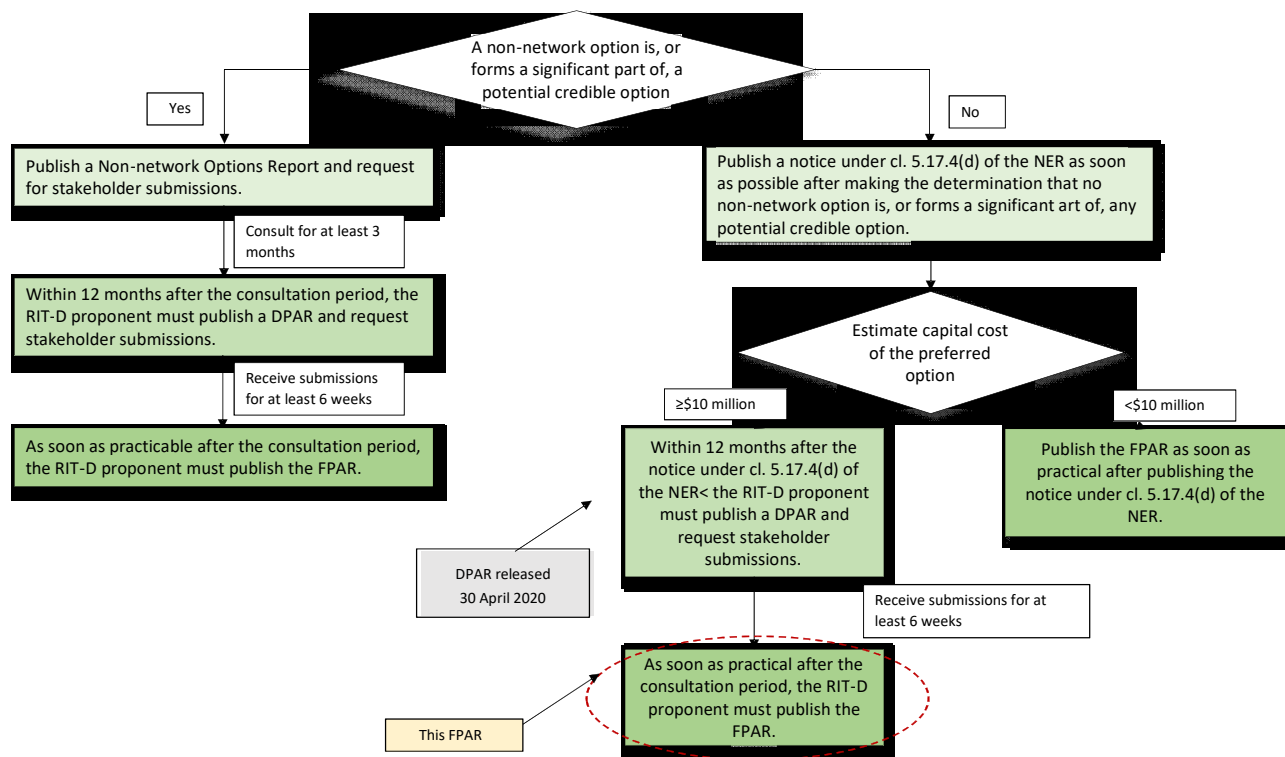 A non-network option is, or
forms a significant part of, a
potential credible option
Yes
No
Publish a Non-network Options Report and request
for stakeholder submissions.
Publish a notice under cl. 5.17.4(d) of the NER as soon
as possible after making the determination that no
non-network option is, or forms a significant art of, any
potential credible option.
Consult for at least 3
months
Within 12 months after the consultation period, the
RIT-D proponent must publish a DPAR and request
stakeholder submissions.
Estimate capital cost
of the preferred
option
Receive submissions
for at least 6 weeks
≥$10 million
<$10 million
As soon as practicable after the consultation period,
the RIT-D proponent must publish the FPAR.
Within 12 months after the
notice under cl. 5.17.4(d) of
the NER< the RIT-D proponent
must publish a DPAR and
request stakeholder
submissions.
Publish the FPAR as soon as
practical after publishing the
notice under cl. 5.17.4(d) of the
NER.
DPAR released
30 April 2020
Receive submissions for at
least 6 weeks
As soon as practical after the
consultation period, the RIT-D
proponent must publish the
FPAR.
This FPAR